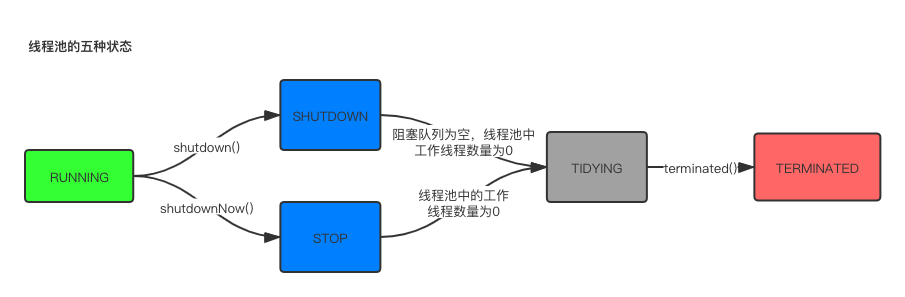 线程池的五种状态
RUNNING
shutdown()
shutdownNow()
SHUTDOWN
STOP
阻塞队列为空，线程池中
工作线程数量为0
线程池中的工作
线程数量为0
TIDYING
terminated()
TERMINATED